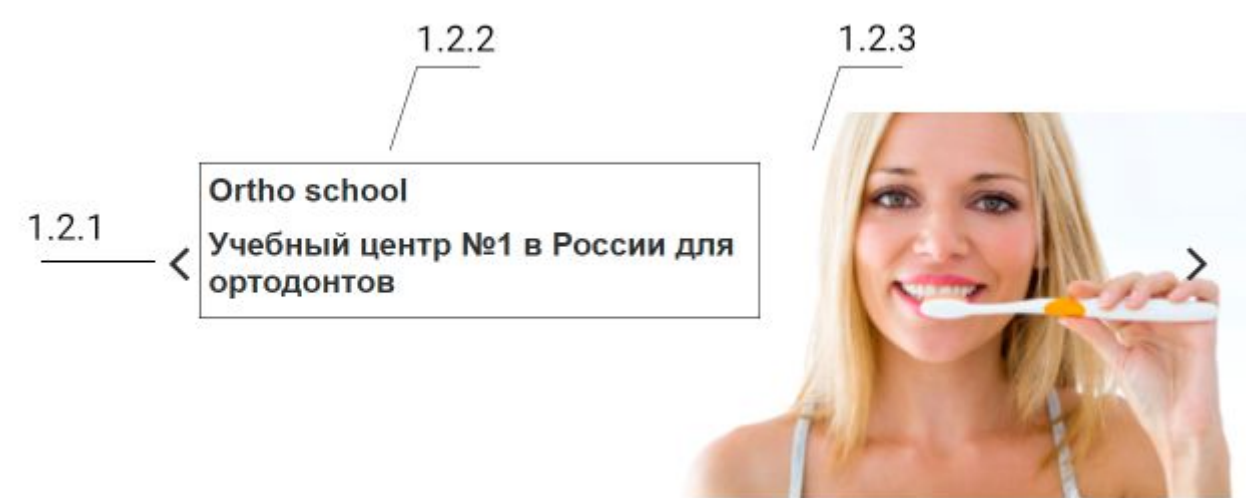 1.2.2
1.2.3
Ortho school
1.2.1
Учебный центр №1 в России для
ортодонтов